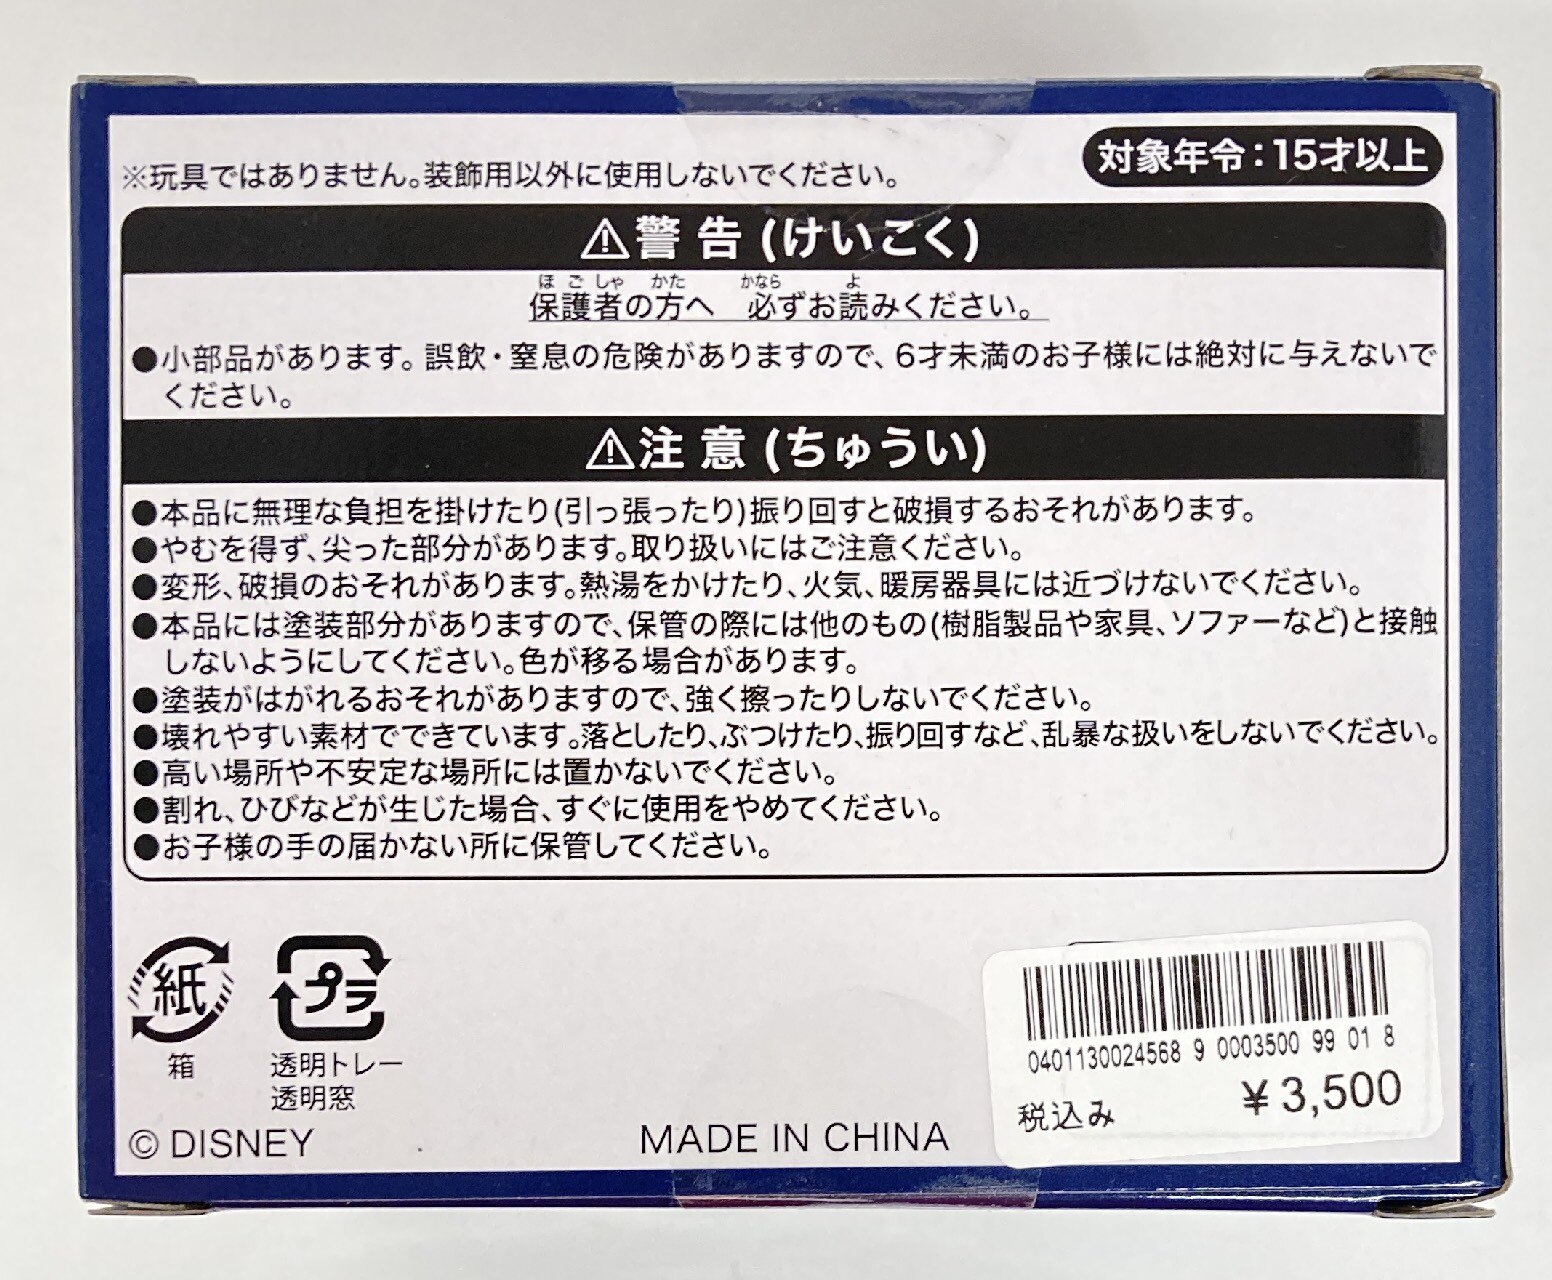 ※玩具ではありません。装飾用以外に使用しないでください。
対象年令:15才以上
⚠警告(けいこく)
ほごしゃ かた かなら よ
保護者の方へ 必ずお読みください。
●小部品があります。誤飲・窒息の危険がありますので、6才未満のお子様には絶対に与えないで
ください。
⚠注意(ちゅうい)
●本品に無理な負担を掛けたり(引っ張ったり)振り回すと破損するおそれがあります。
●やむを得ず、尖った部分があります。取り扱いにはご注意ください。
●変形、破損のおそれがあります。熱湯をかけたり、火気、暖房器具には近づけないでください。
●本品には塗装部分がありますので、保管の際には他のもの(樹脂製品や家具、ソファーなど)と接触
しないようにしてください。色が移る場合があります。
●塗装がはがれるおそれがありますので、強く擦ったりしないでください。
●壊れやすい素材でできています。落としたり、ぶつけたり、振り回すなど、乱暴な扱いをしないでください。
●高い場所や不安定な場所には置かないでください。
●割れ、ひびなどが生じた場合、すぐに使用をやめてください。
●お子様の手の届かない所に保管してください。
紙
箱
プラ
透明トレー
透明窓
© DISNEY
MADE IN CHINA
0401130024568 9 0003500 99 01 8
税込み ¥3,500